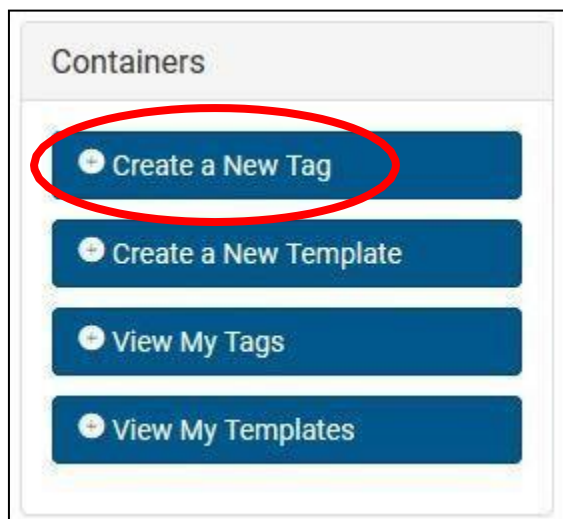 Containers
Create a New Tag
Create a New Template
View My Tags
View My Templates